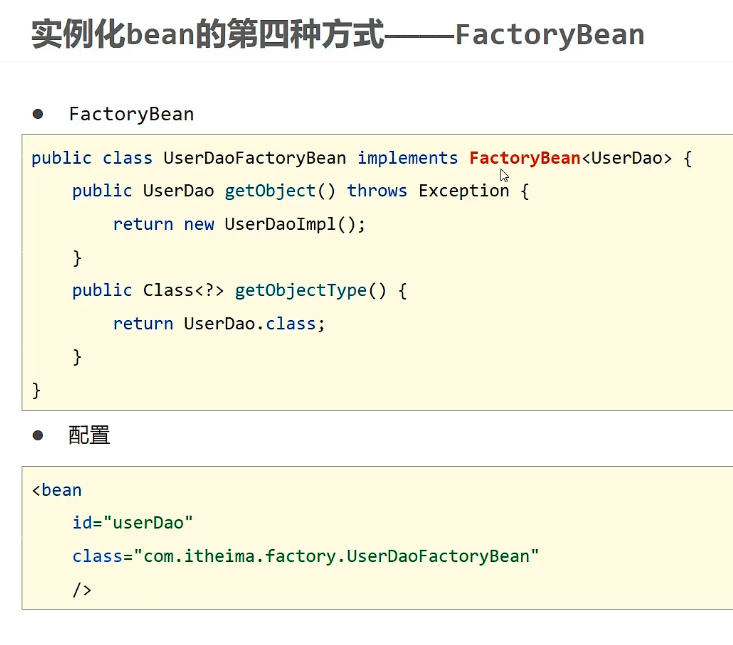 实例化bean的第四种方式——FactoryBean
● FactoryBean
public class UserDaoFactoryBean implements FactoryBean<UserDao> {
    public UserDao getObject() throws Exception {
        return new UserDaoImpl();
    }
    public Class<?> getObjectType() {
        return UserDao.class;
    }
}
● 配置
<bean
    id="userDao"
    class="com.itheima.factory.UserDaoFactoryBean"
    />